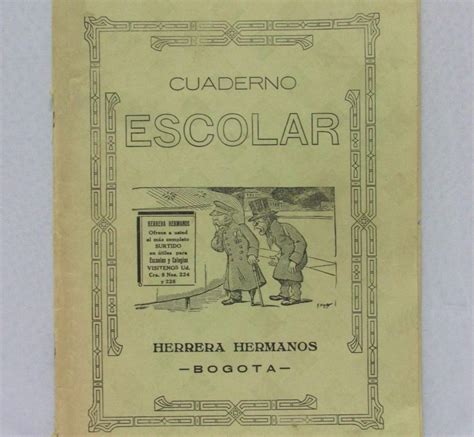 CUADERNO
ESCOLAR
HERRERA HERMANOS
Ofrece a usted
el más completo
SURTIDO
en útiles para
Escuelas y Colegios
VISITENOS Ud.
Cra. 8 Nos. 224
y 228
HERRERA HERMANOS
—BOGOTA—